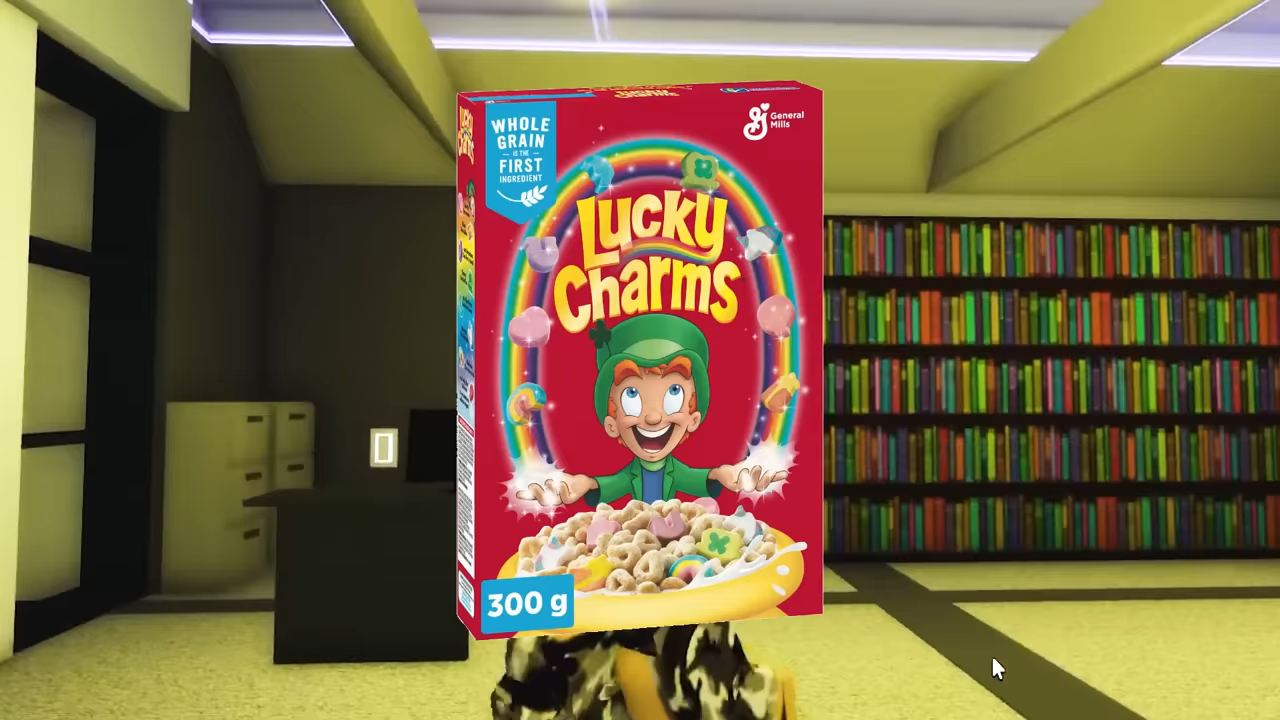 WHOLE
GRAIN
IS THE
FIRST
INGREDIENT
General
Mills
Lucky
Charms
300 g